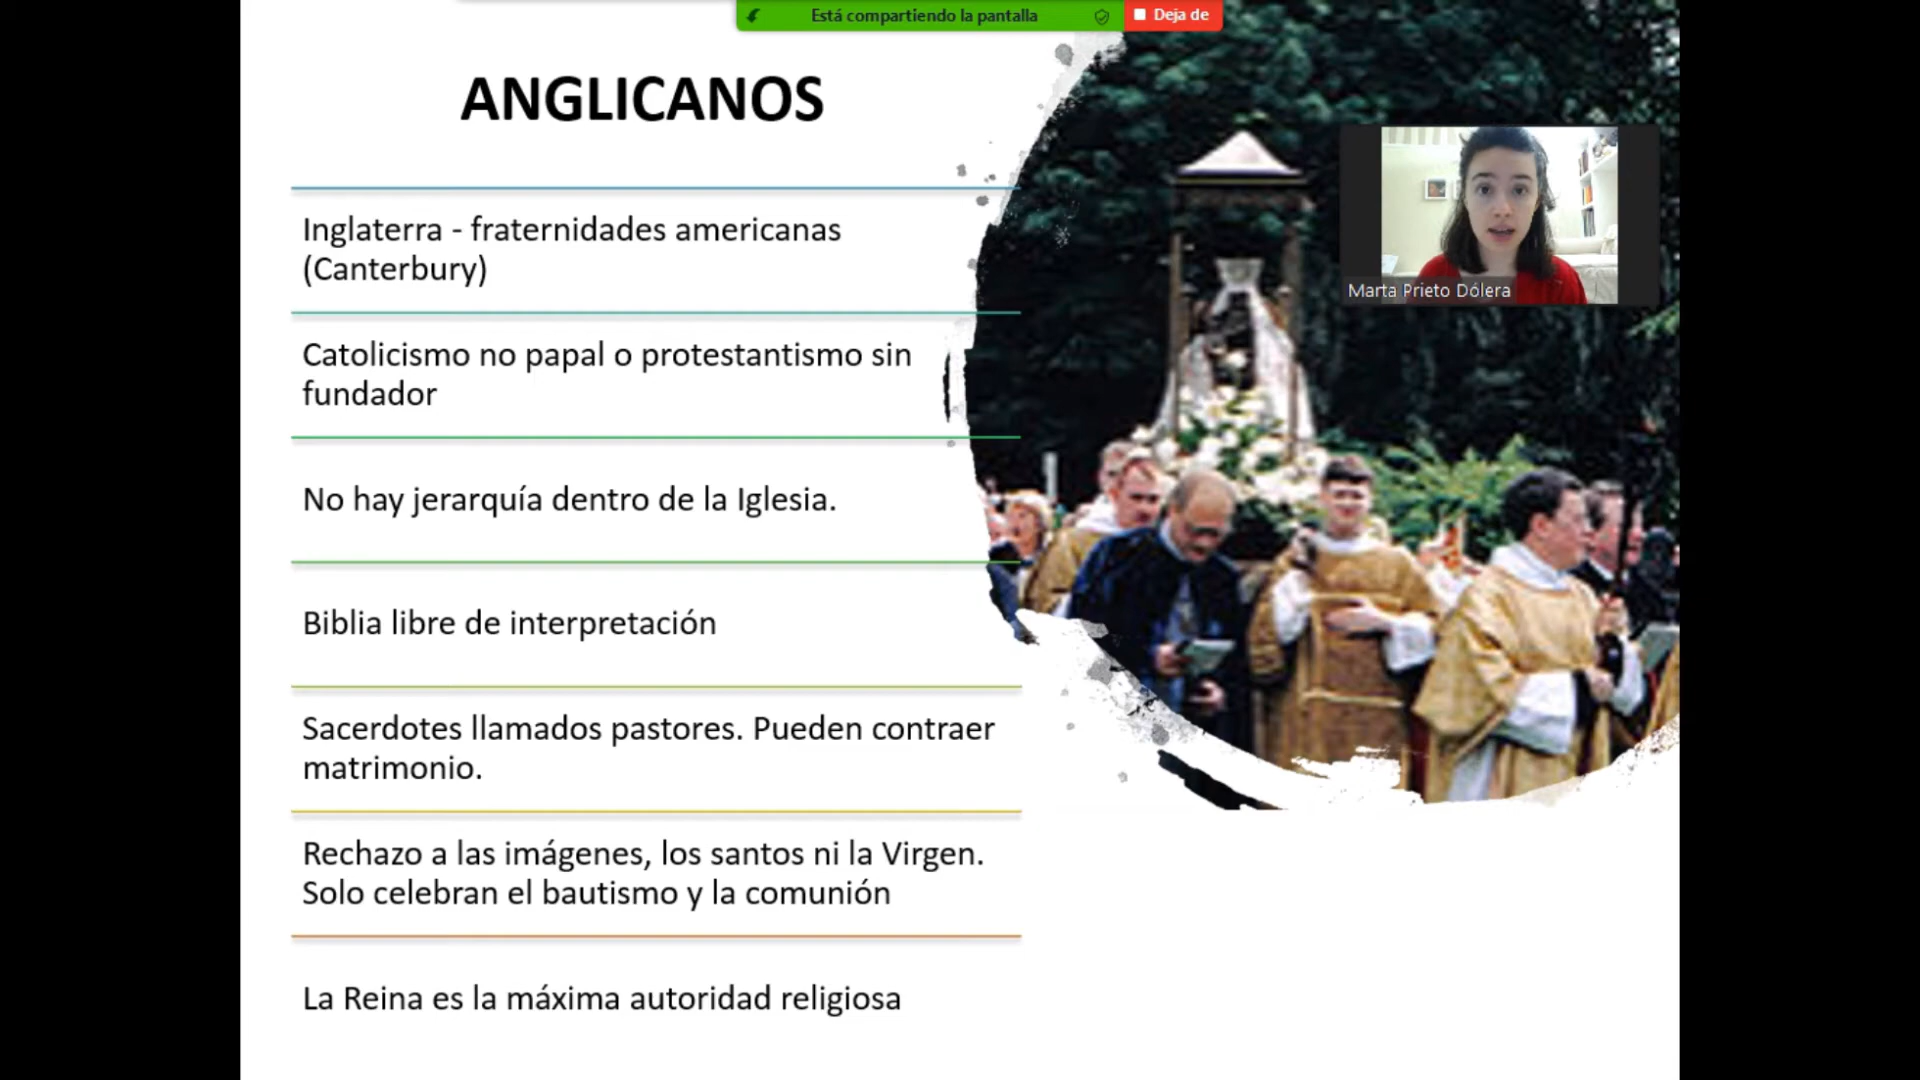 Está compartiendo la pantalla
Deja de
ANGLICANOS
Inglaterra - fraternidades americanas
(Canterbury)
Catolicismo no papal o protestantismo sin
fundador
No hay jerarquía dentro de la Iglesia.
Biblia libre de interpretación
Sacerdotes llamados pastores. Pueden contraer
matrimonio.
Rechazo a las imágenes, los santos ni la Virgen.
Solo celebran el bautismo y la comunión
La Reina es la máxima autoridad religiosa
Marta Prieto Dólera